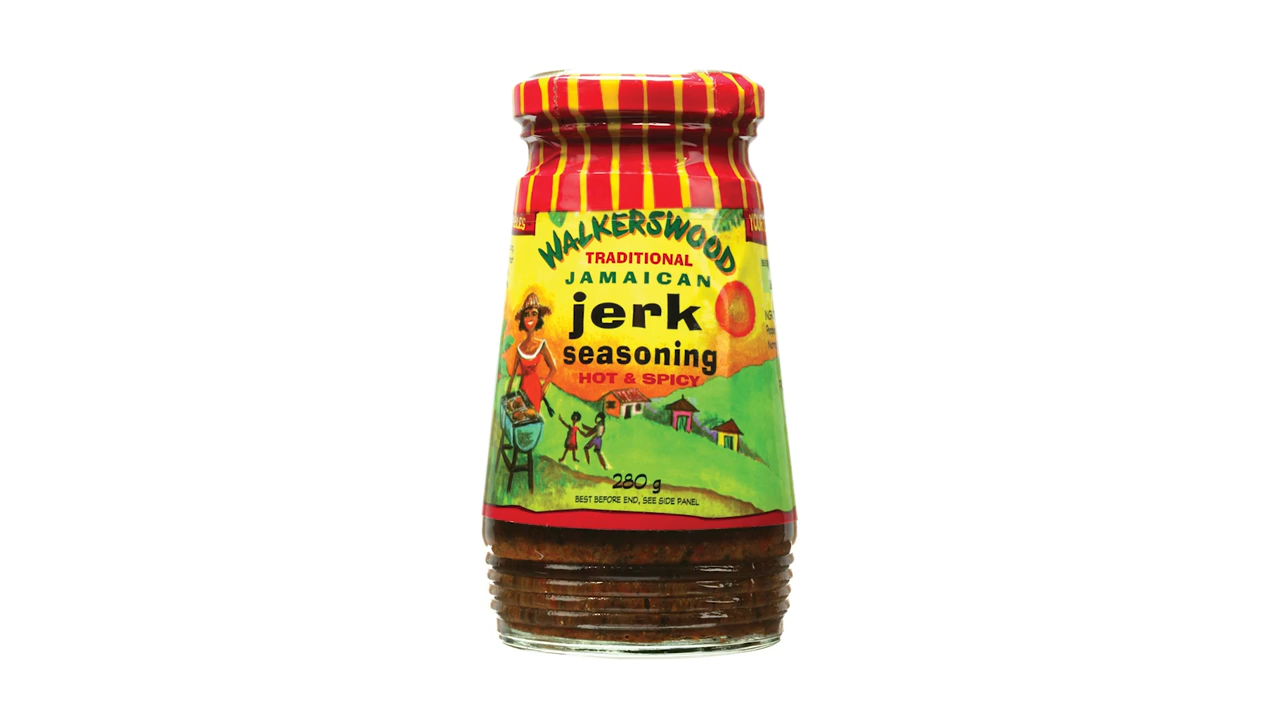 WALKERSWOOD
TRADITIONAL
JAMAICAN
jerk
seasoning
HOT & SPICY
280 g
BEST BEFORE END, SEE SIDE PANEL